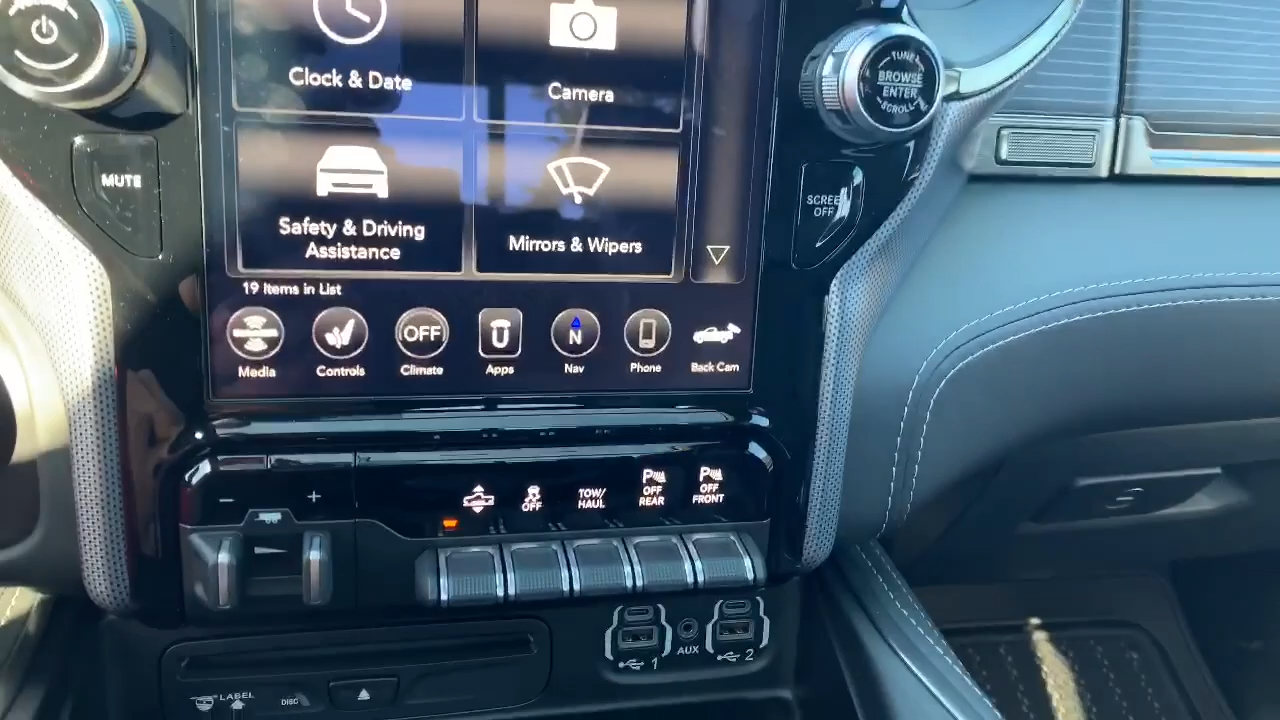 Clock & Date
Camera
TUNE
BROWSE
ENTER
SCROLL
MUTE
SCREEN
OFF
Safety & Driving
Assistance
Mirrors & Wipers
19 Items in List
OFF
N
Media
Controls
Climate
Apps
Nav
Phone
Back Cam
- +
OFF
TOW/
HAUL
P
OFF
REAR
P
OFF
FRONT
1
AUX
2
LABEL
DISC